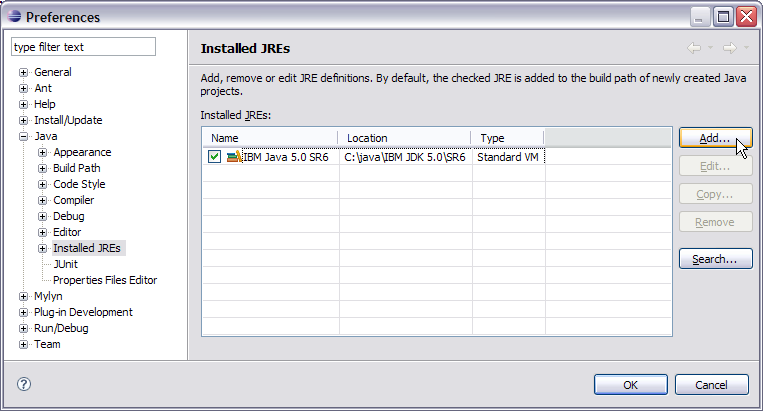 Preferences
type filter text
General
Ant
Help
Install/Update
Java
Appearance
Build Path
Code Style
Compiler
Debug
Editor
Installed JREs
JUnit
Properties Files Editor
Mylyn
Plug-in Development
Run/Debug
Team
Installed JREs
Add, remove or edit JRE definitions. By default, the checked JRE is added to the build path of newly created Java
projects.
Installed JREs:
Name Location Type
IBM Java 5.0 SR6 C:\java\IBM JDK 5.0\SR6 Standard VM
Add...
Edit...
Copy...
Remove
Search...
?
OK Cancel